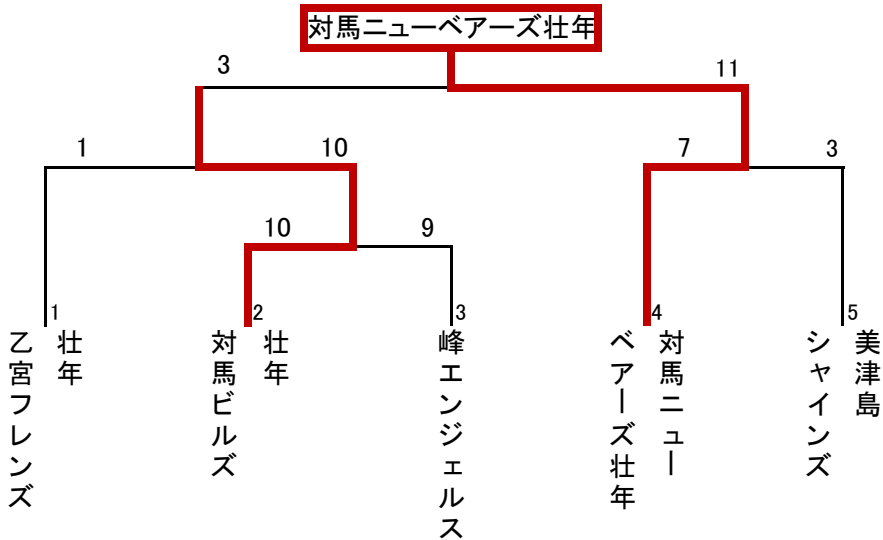 対馬ニューベアーズ壮年
3
11
1
10
7
3
10
9
1
2
3
4
5
乙宮フレンズ
壮年
対馬ビルズ
壮年
峰エンジェルス
対馬ニュー
ベアーズ壮年
美津島
シャインズ